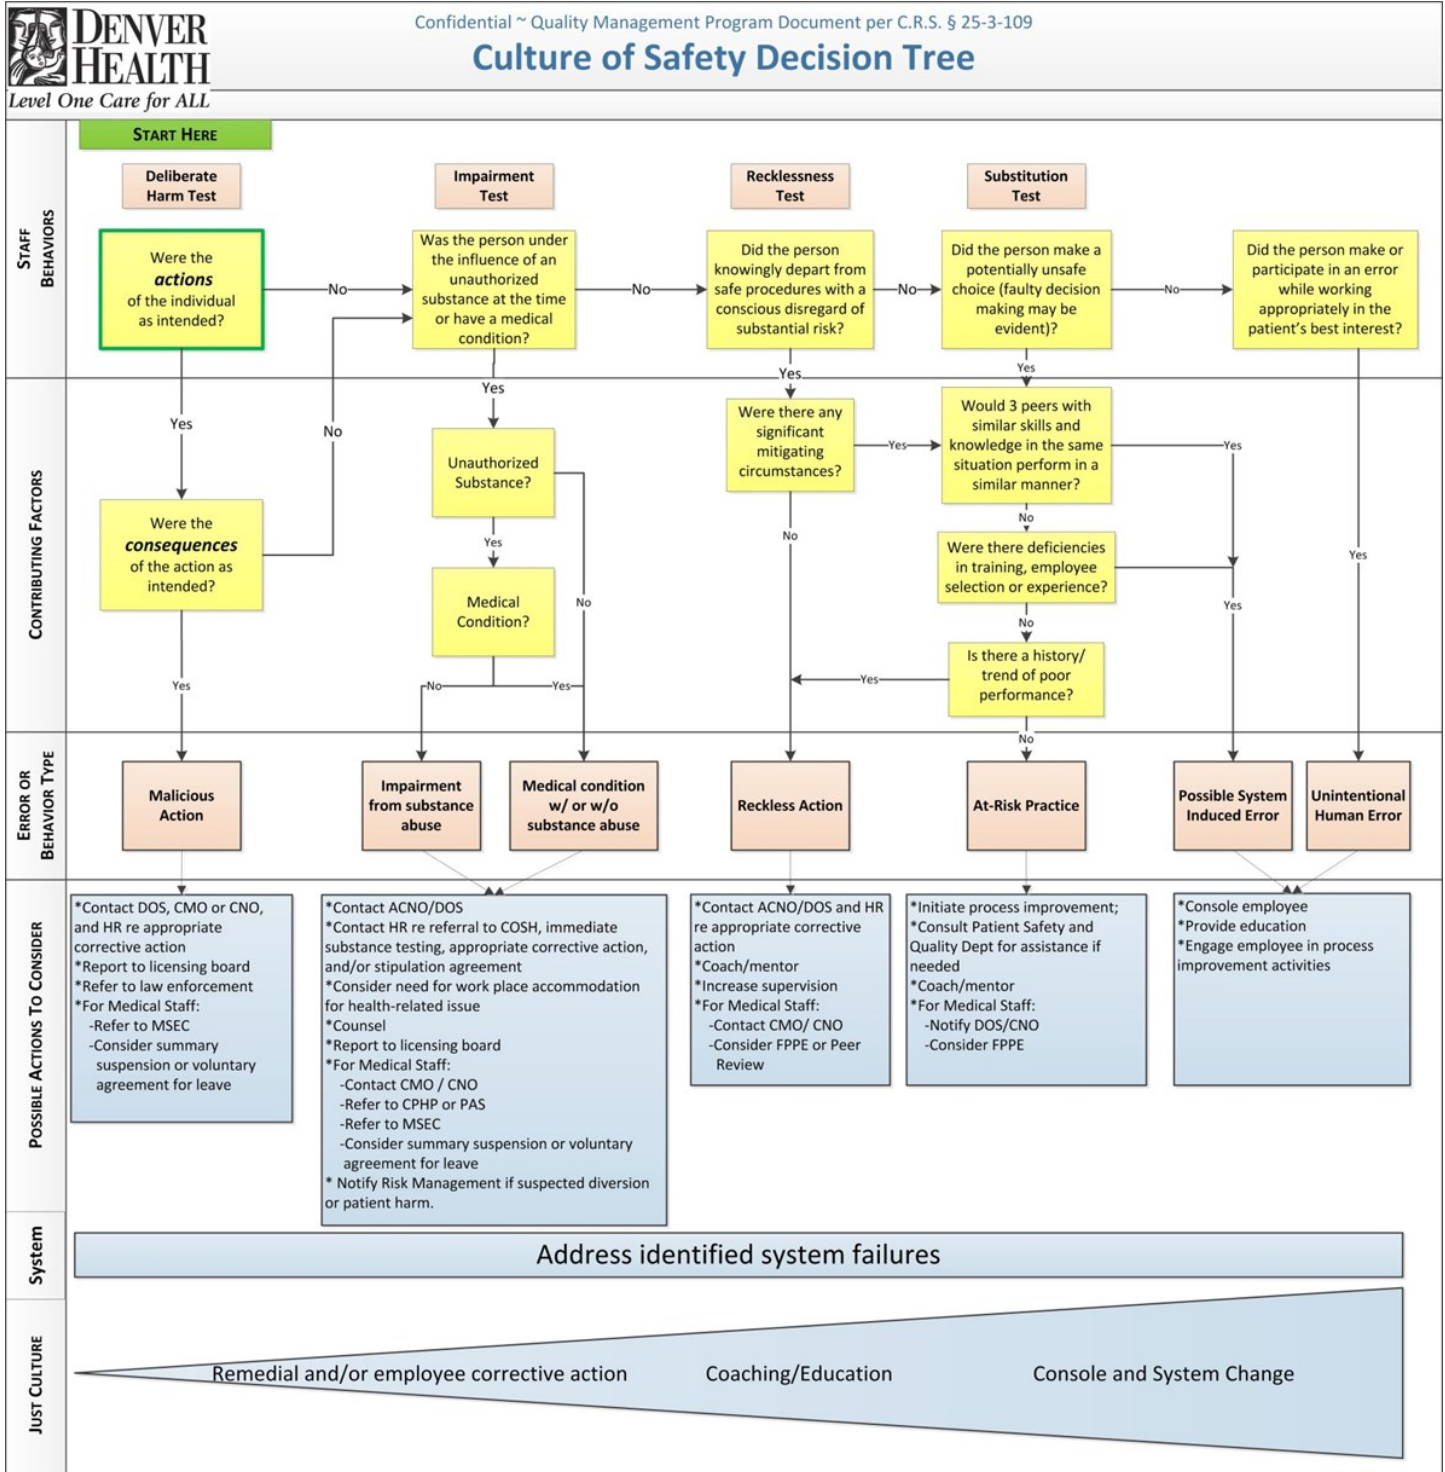 DENVER
HEALTH
Level One Care for ALL
Confidential ~ Quality Management Program Document per C.R.S. § 25-3-109
Culture of Safety Decision Tree
START HERE
STAFF
BEHAVIORS
Deliberate
Harm Test
Impairment
Test
Recklessness
Test
Substitution
Test
Were the
actions
of the individual
as intended?
No
Was the person under
the influence of an
unauthorized
substance at the time
or have a medical
condition?
No
Did the person
knowingly depart from
safe procedures with a
conscious disregard of
substantial risk?
No
Did the person make a
potentially unsafe
choice (faulty decision
making may be
evident)?
No
Did the person make or
participate in an error
while working
appropriately in the
patient's best interest?
CONTRIBUTING FACTORS
Yes
No
Were the
consequences
of the action as
intended?
Yes
Yes
Unauthorized
Substance?
Yes
No
Medical
Condition?
No
Yes
Yes
Were there any
significant
mitigating
circumstances?
Yes
No
Yes
Would 3 peers with
similar skills and
knowledge in the same
situation perform in a
similar manner?
Yes
No
Were there deficiencies
in training, employee
selection or experience?
Yes
No
Is there a history/
trend of poor
performance?
Yes
No
Yes
ERROR OR
BEHAVIOR TYPE
Malicious
Action
Impairment
from substance
abuse
Medical condition
w/ or w/o
substance abuse
Reckless Action
At-Risk Practice
Possible System
Induced Error
Unintentional
Human Error
POSSIBLE ACTIONS TO CONSIDER
*Contact DOS, CMO or CNO,
and HR re appropriate
corrective action
*Report to licensing board
*Refer to law enforcement
*For Medical Staff:
-Refer to MSEC
-Consider summary
suspension or voluntary
agreement for leave
*Contact ACNO/DOS
*Contact HR re referral to COSH, immediate
substance testing, appropriate corrective action,
and/or stipulation agreement
*Consider need for work place accommodation
for health-related issue
*Counsel
*Report to licensing board
*For Medical Staff:
-Contact CMO / CNO
-Refer to CPHP or PAS
-Refer to MSEC
-Consider summary suspension or voluntary
agreement for leave
* Notify Risk Management if suspected diversion
or patient harm.
*Contact ACNO/DOS and HR
re appropriate corrective
action
*Coach/mentor
*Increase supervision
*For Medical Staff:
-Contact CMO/ CNO
-Consider FPPE or Peer
Review
*Initiate process improvement;
*Consult Patient Safety and
Quality Dept for assistance if
needed
*Coach/mentor
*For Medical Staff:
-Notify DOS/CNO
-Consider FPPE
*Console employee
*Provide education
*Engage employee in process
improvement activities
System
Address identified system failures
JUST CULTURE
Remedial and/or employee corrective action
Coaching/Education
Console and System Change